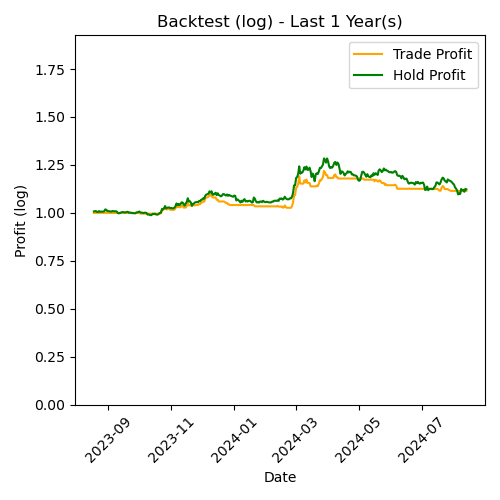 Backtest (log) - Last 1 Year(s)
Trade Profit
Hold Profit
Profit (log)
1.75
1.50
1.25
1.00
0.75
0.50
0.25
0.00
2023-09
2023-11
2024-01
2024-03
2024-05
2024-07
Date